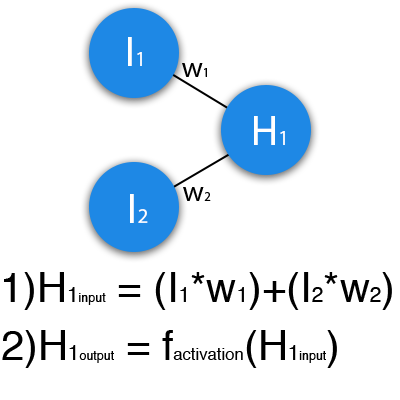 I1
w1
H1
I2
w2
1)H1input = (I1*w1)+(I2*w2)
2)H1output = factivation(H1input)